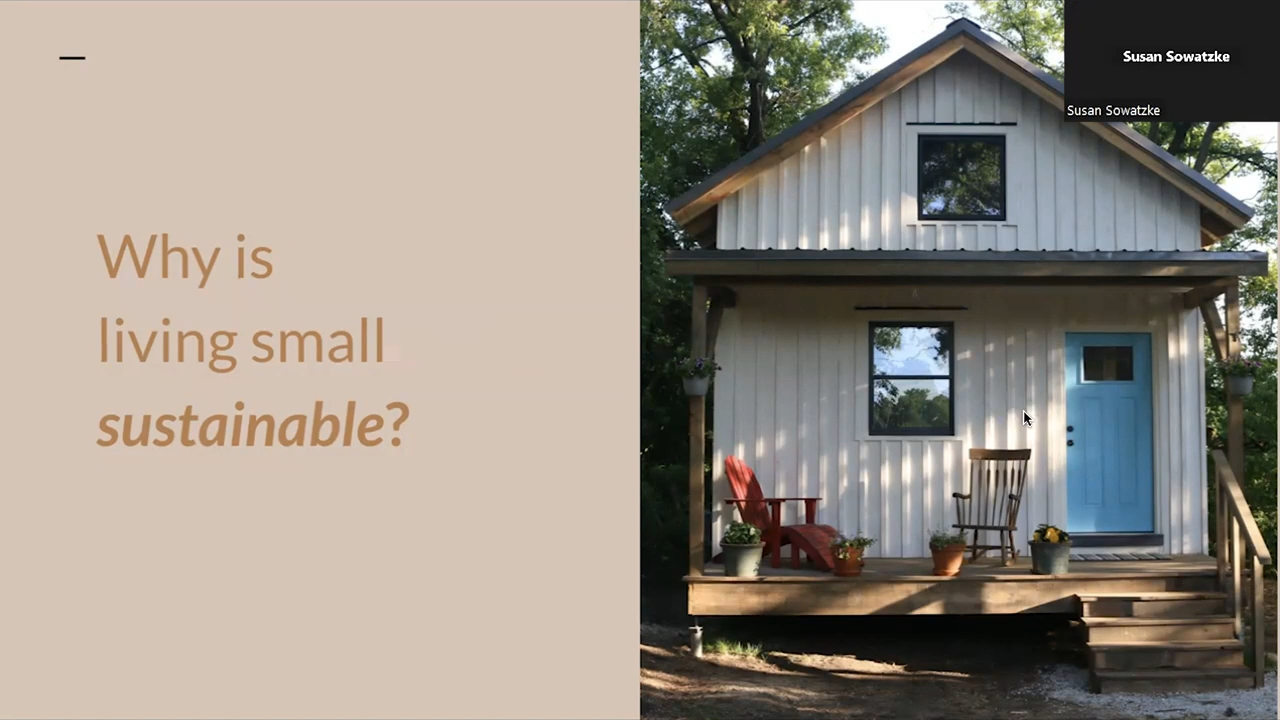 Why is
living small
sustainable?
Susan Sowatzke
Susan Sowatzke